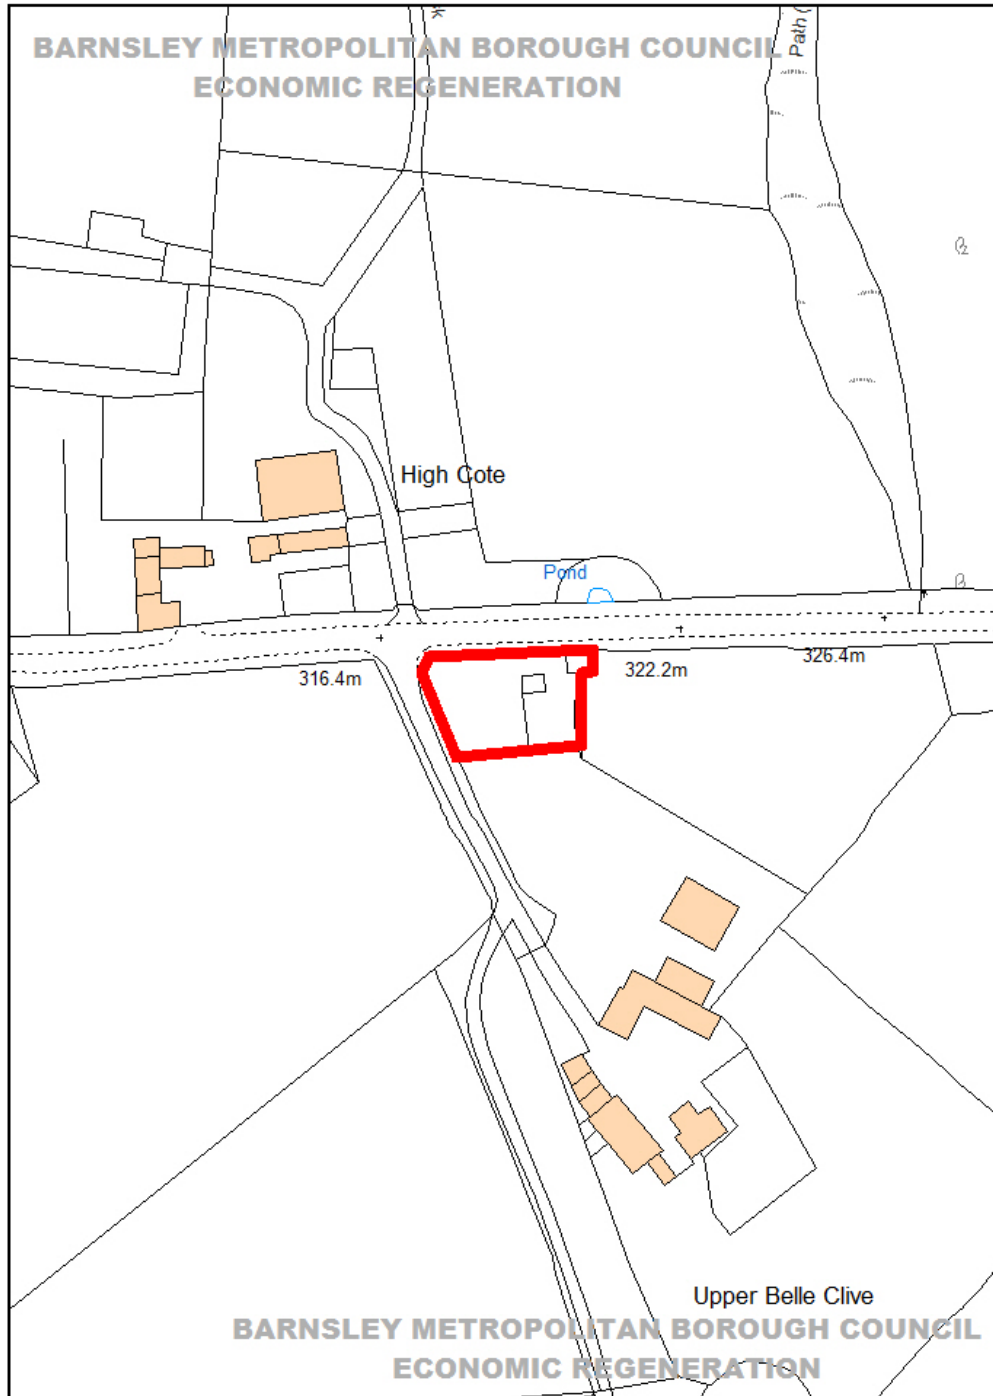 BARNSLEY METROPOLITAN BOROUGH COUNCIL
ECONOMIC REGENERATION
Path (
High Cote
Pond
316.4m
322.2m
326.4m
Upper Belle Clive
BARNSLEY METROPOLITAN BOROUGH COUNCIL
ECONOMIC REGENERATION